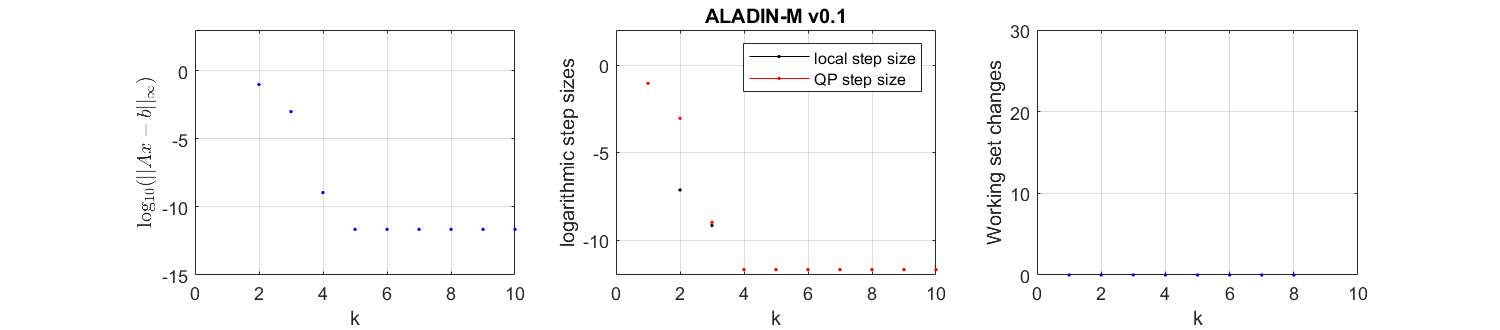 ALADIN-M v0.1
log10(||Ax − b||∞)
0
-5
-10
-15
0 2 4 6 8 10
k
logarithmic step sizes
0
-5
-10
local step size
QP step size
0 2 4 6 8 10
k
Working set changes
30
20
10
0
0 2 4 6 8 10
k